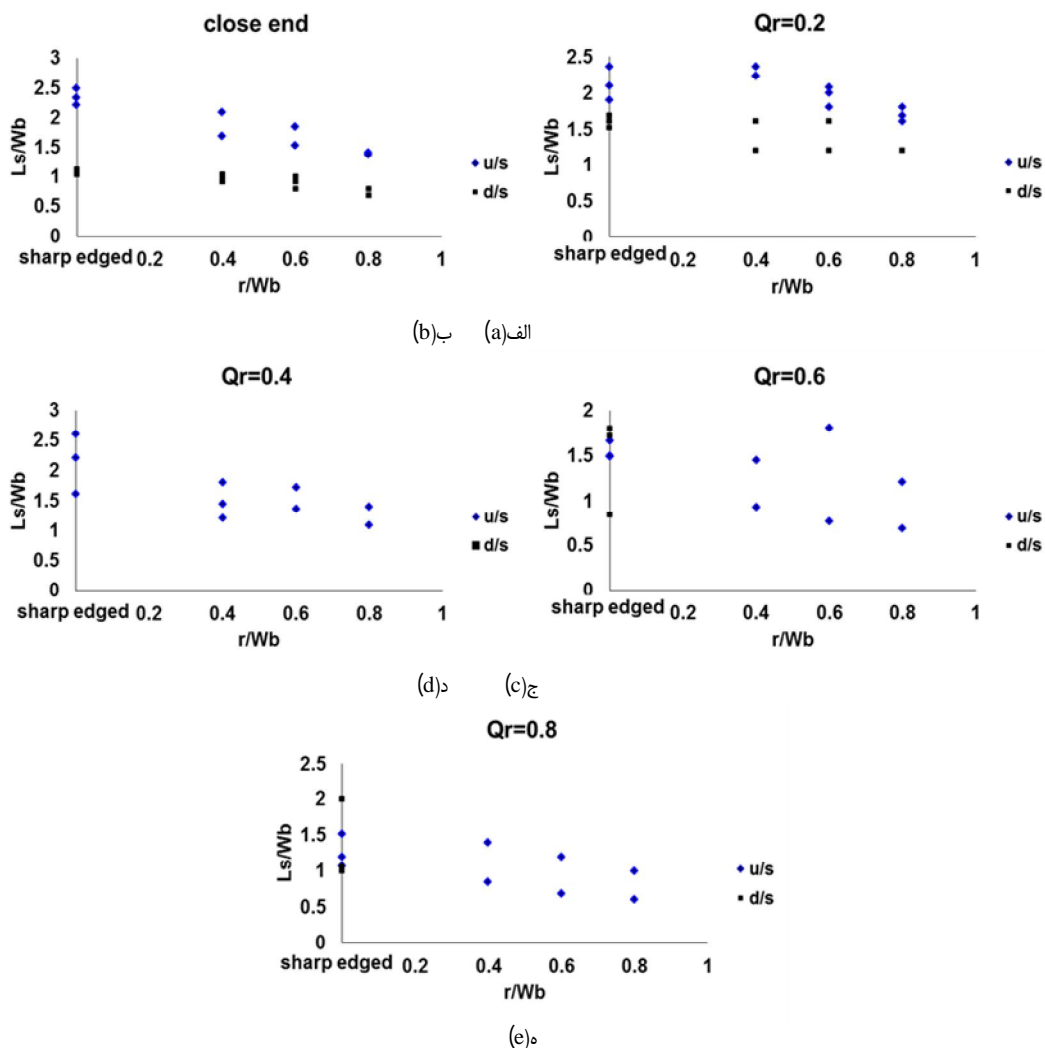 close end
3
2.5
2
1.5
1
0.5
0
Ls/Wb
sharp edged 0.2 0.4 0.6 0.8 1
r/Wb
u/s
d/s
Qr=0.2
2.5
2
1.5
1
0.5
0
Ls/Wb
sharp edged 0.2 0.4 0.6 0.8 1
r/Wb
u/s
d/s
الف(a) ب(b)
Qr=0.4
3
2.5
2
1.5
1
0.5
0
Ls/Wb
sharp edged 0.2 0.4 0.6 0.8 1
r/Wb
u/s
d/s
Qr=0.6
2
1.5
1
0.5
0
Ls/Wb
sharp edged 0.2 0.4 0.6 0.8 1
r/Wb
u/s
d/s
ج(c) د(d)
Qr=0.8
2.5
2
1.5
1
0.5
0
Ls/Wb
sharp edged 0.2 0.4 0.6 0.8 1
r/Wb
u/s
d/s
ه(e)